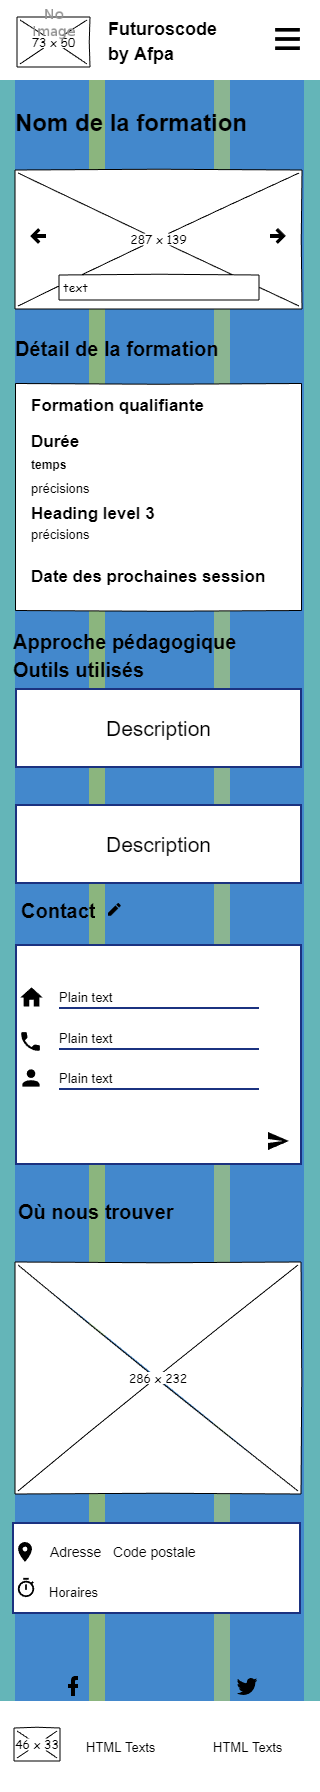 No
image
73 x 50
Futuroscode
by Afpa
Nom de la formation
287 x 139
text
Détail de la formation
Formation qualifiante
Durée
temps
précisions
Heading level 3
précisions
Date des prochaines session
Approche pédagogique
Outils utilisés
Description
Description
Contact
Plain text
Plain text
Plain text
Où nous trouver
286 x 232
Adresse Code postale
Horaires
46 x 33
HTML Texts HTML Texts